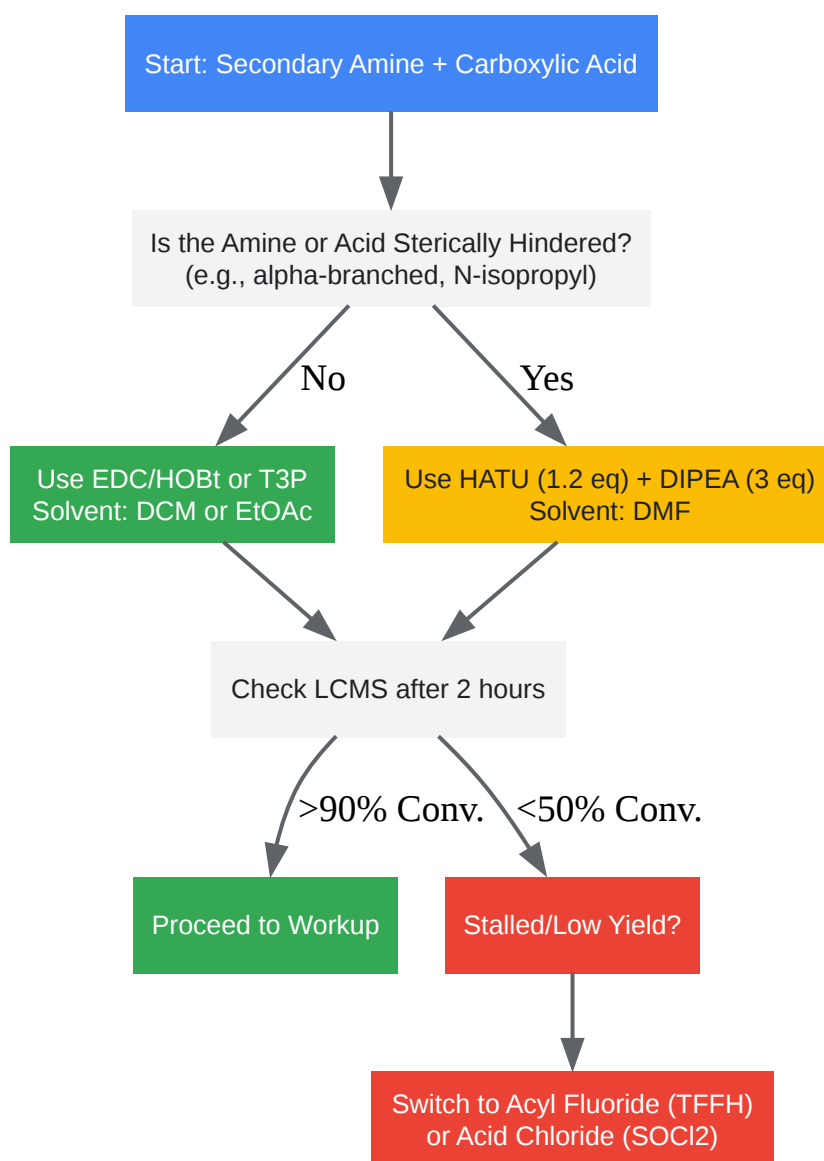 Start: Secondary Amine + Carboxylic Acid
Is the Amine or Acid Sterically Hindered?
(e.g., alpha-branched, N-isopropyl)
No
Yes
Use EDC/HOBt or T3P
Solvent: DCM or EtOAc
Use HATU (1.2 eq) + DIPEA (3 eq)
Solvent: DMF
Check LCMS after 2 hours
>90% Conv.
<50% Conv.
Proceed to Workup
Stalled/Low Yield?
Switch to Acyl Fluoride (TFFH)
or Acid Chloride (SOCl2)